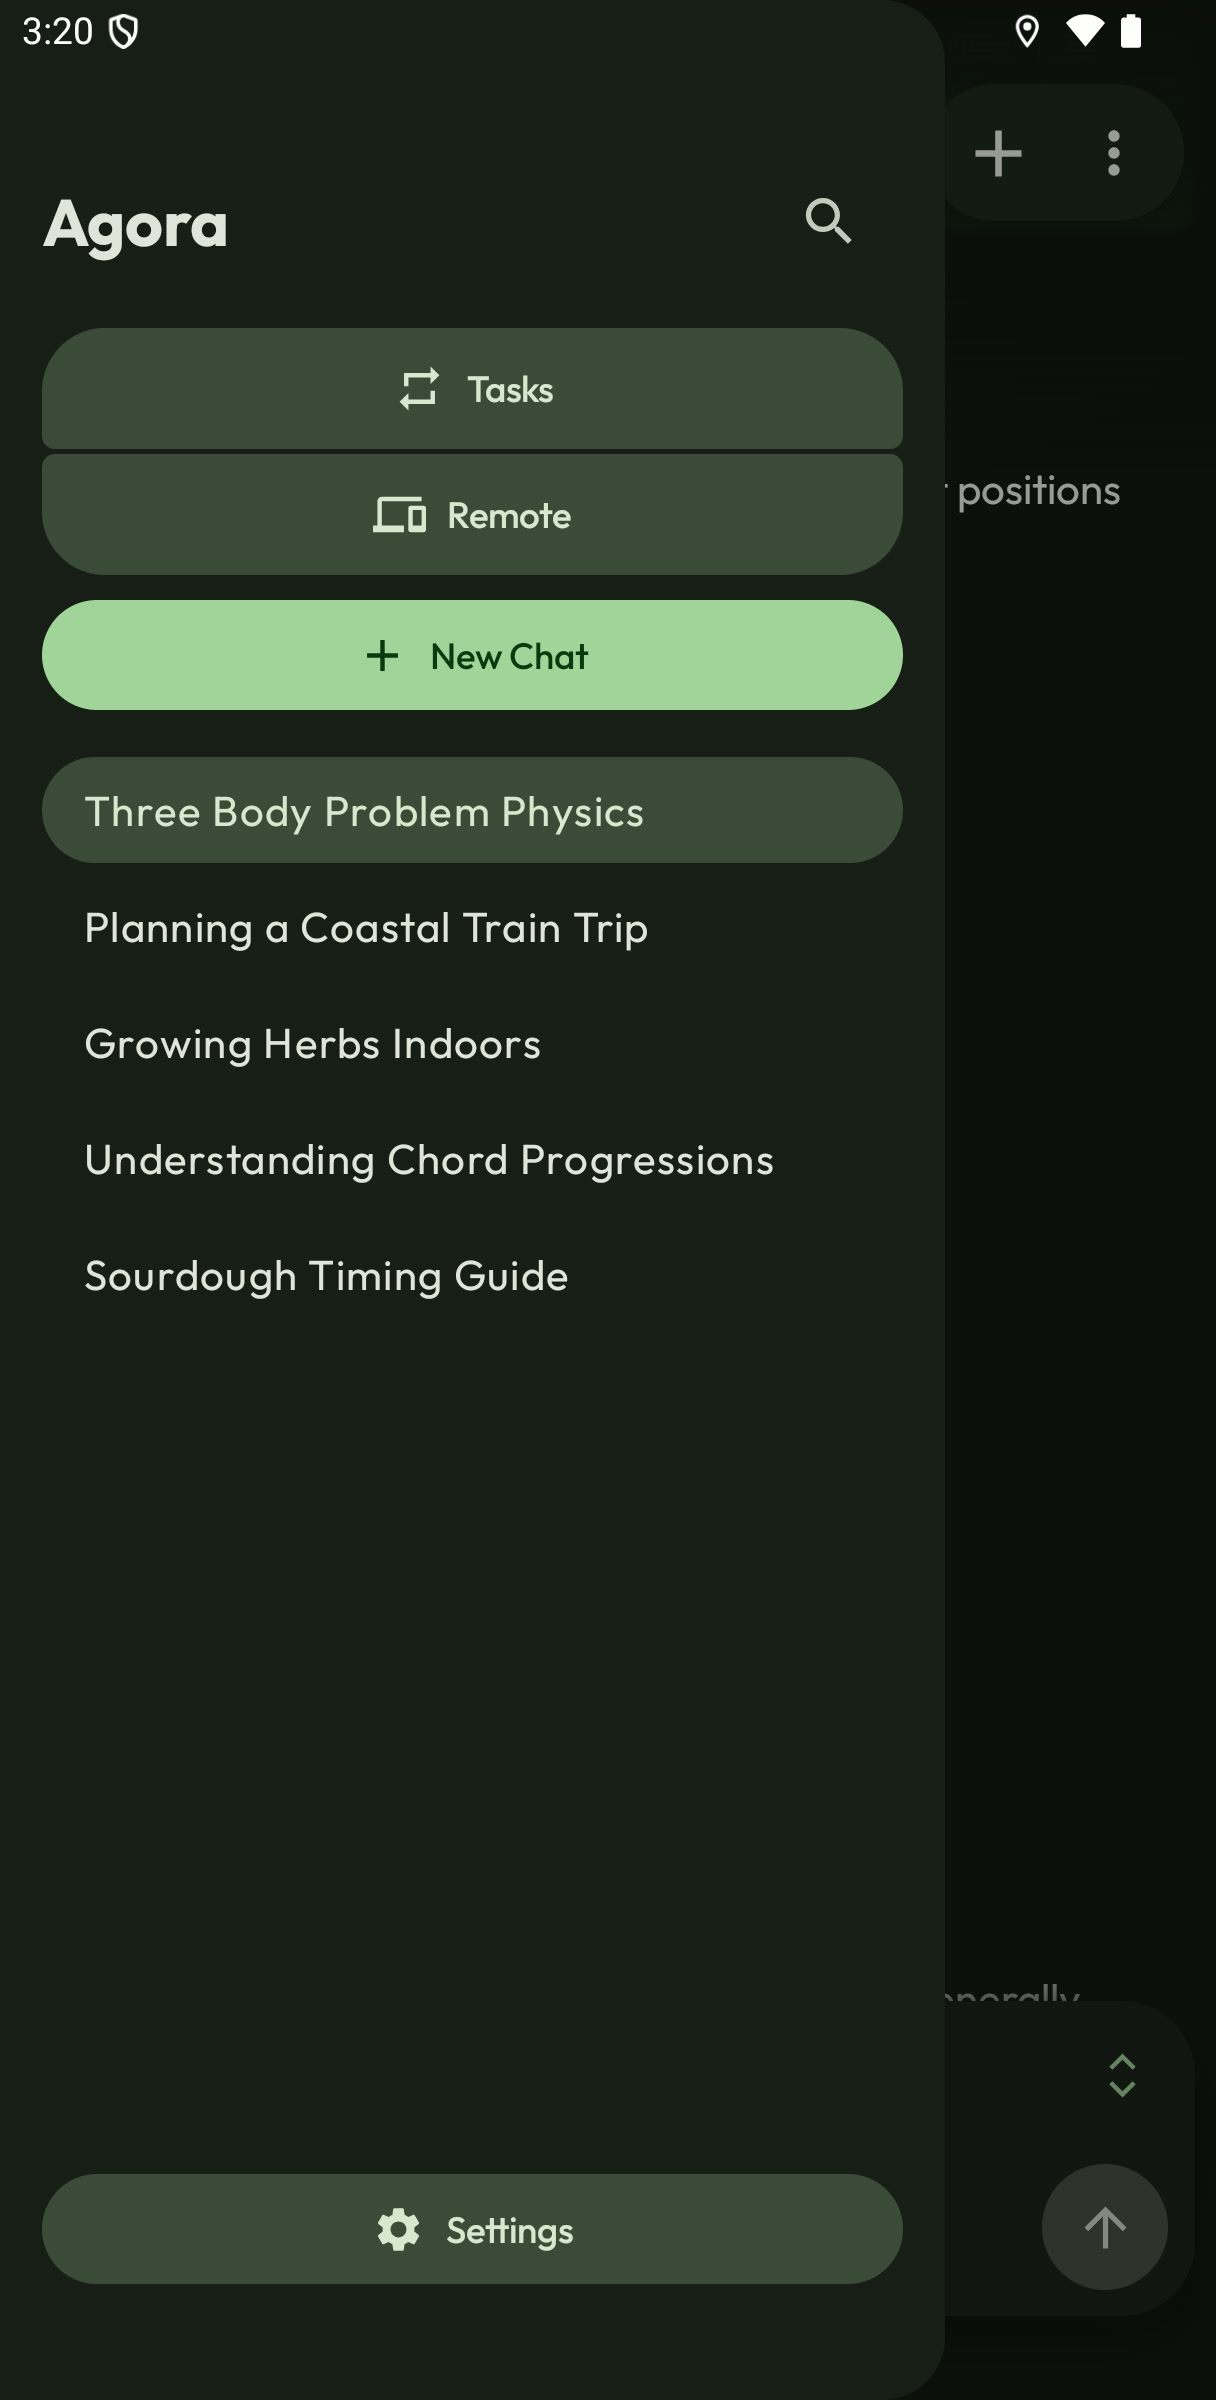 3:20
Agora
Tasks
Remote
positions
New Chat
Three Body Problem Physics
Planning a Coastal Train Trip
Growing Herbs Indoors
Understanding Chord Progressions
Sourdough Timing Guide
Settings